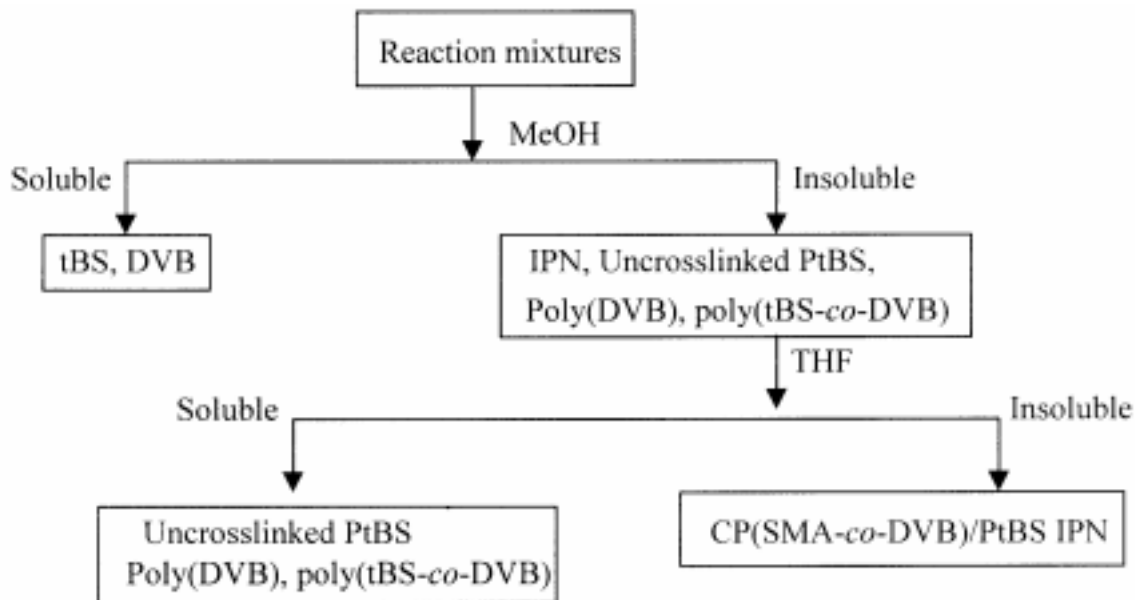 Reaction mixtures
MeOH
Soluble
Insoluble
tBS, DVB
IPN, Uncrosslinked PtBS,
Poly(DVB), poly(tBS-co-DVB)
THF
Soluble
Insoluble
Uncrosslinked PtBS
Poly(DVB), poly(tBS-co-DVB)
CP(SMA-co-DVB)/PtBS IPN